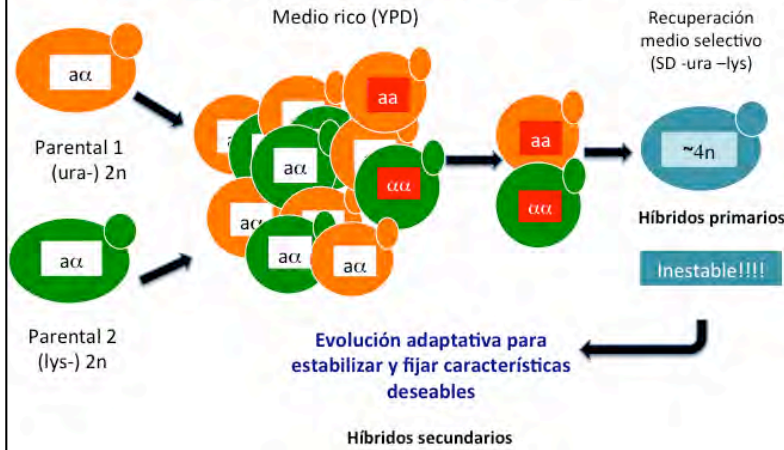 Medio rico (YPD)
Recuperación
medio selectivo
(SD -ura –lys)
aα
Parental 1
(ura-) 2n
aα
Parental 2
(lys-) 2n
aa
aα
αα
aα
aα
aa
αα
~4n
Híbridos primarios
Inestable!!!!
Evolución adaptativa para
estabilizar y fijar características
deseables
Híbridos secundarios